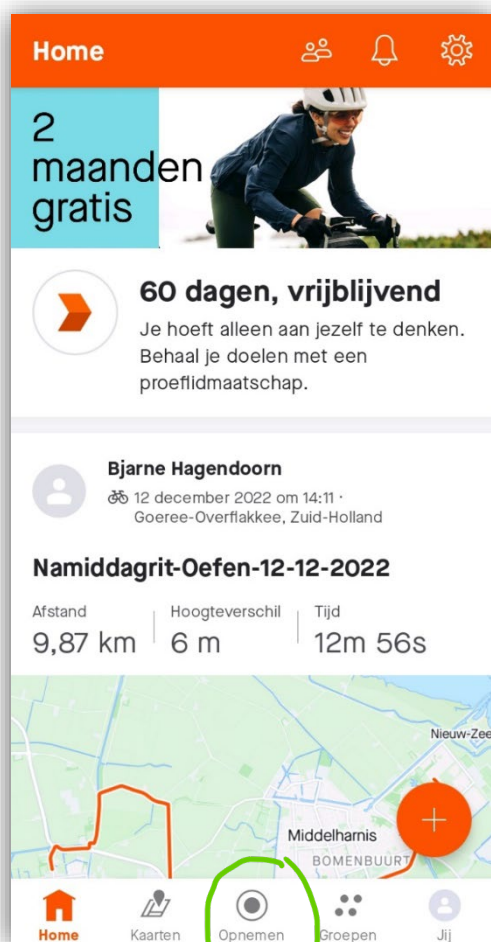 Home
2
maanden
gratis
60 dagen, vrijblijvend
Je hoeft alleen aan jezelf te denken.
Behaal je doelen met een
proeflidmaatschap.
Bjarne Hagendoorn
12 december 2022 om 14:11 ·
Goeree-Overflakkee, Zuid-Holland
Namiddagrit-Oefen-12-12-2022
Afstand Hoogteverschil Tijd
9,87 km 6 m 12m 56s
Nieuw-Zee
Middelharnis
BOMENBUURT
Home Kaarten Opnemen Groepen Jij